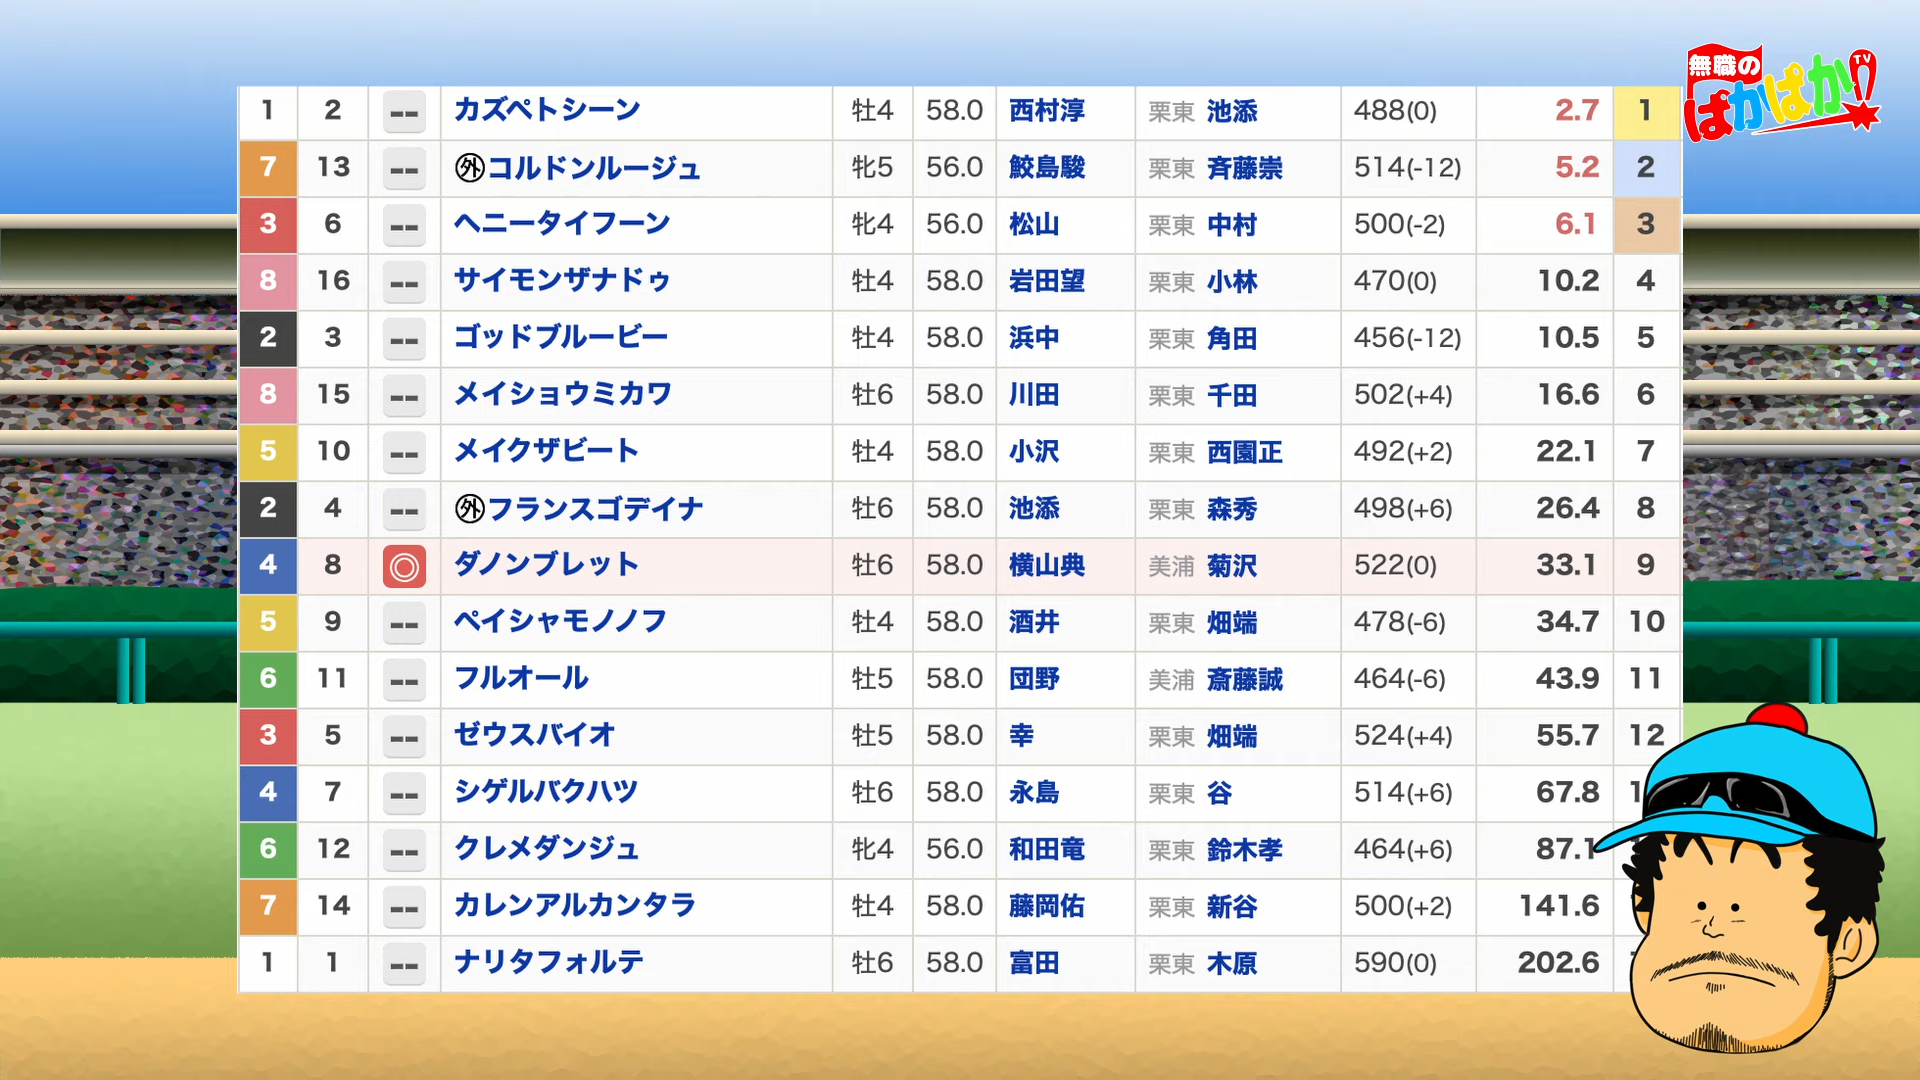 無職の
ぱかぱか!! TV
1 2 -- カズペトシーン 牡4 58.0 西村淳 栗東 池添 488(0) 2.7 1
7 13 -- 外 コルドンルージュ 牝5 56.0 鮫島駿 栗東 斉藤崇 514(-12) 5.2 2
3 6 -- ヘニータイフーン 牝4 56.0 松山 栗東 中村 500(-2) 6.1 3
8 16 -- サイモンザナドゥ 牡4 58.0 岩田望 栗東 小林 470(0) 10.2 4
2 3 -- ゴッドブルービー 牡4 58.0 浜中 栗東 角田 456(-12) 10.5 5
8 15 -- メイショウミカワ 牡6 58.0 川田 栗東 千田 502(+4) 16.6 6
5 10 -- メイクザビート 牡4 58.0 小沢 栗東 西園正 492(+2) 22.1 7
2 4 -- 外 フランスゴデイナ 牡6 58.0 池添 栗東 森秀 498(+6) 26.4 8
4 8 ◎ ダノンブレット 牡6 58.0 横山典 美浦 菊沢 522(0) 33.1 9
5 9 -- ペイシャモノノフ 牡4 58.0 酒井 栗東 畑端 478(-6) 34.7 10
6 11 -- フルオール 牡5 58.0 団野 美浦 斎藤誠 464(-6) 43.9 11
3 5 -- ゼウスバイオ 牡5 58.0 幸 栗東 畑端 524(+4) 55.7 12
4 7 -- シゲルバクハツ 牡6 58.0 永島 栗東 谷 514(+6) 67.8
6 12 -- クレメダンジュ 牝4 56.0 和田竜 栗東 鈴木孝 464(+6) 87.1
7 14 -- カレンアルカンタラ 牡4 58.0 藤岡佑 栗東 新谷 500(+2) 141.6
1 1 -- ナリタフォルテ 牡6 58.0 富田 栗東 木原 590(0) 202.6